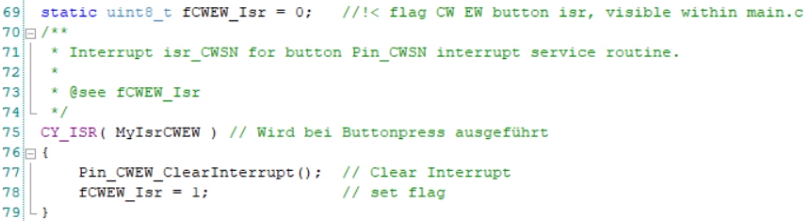 69 static uint8_t fCWEW_Isr = 0;   //!< flag CW EW button isr, visible within main.c
70 /**
71  * Interrupt isr_CWSN for button Pin_CWSN interrupt service routine.
72  *
73  * @see fCWEW_Isr
74  */
75 CY_ISR( MyIsrCWEW ) // Wird bei Buttonpress ausgeführt
76 {
77     Pin_CWEW_ClearInterrupt();  // Clear Interrupt
78     fCWEW_Isr = 1;              // set flag
79 }